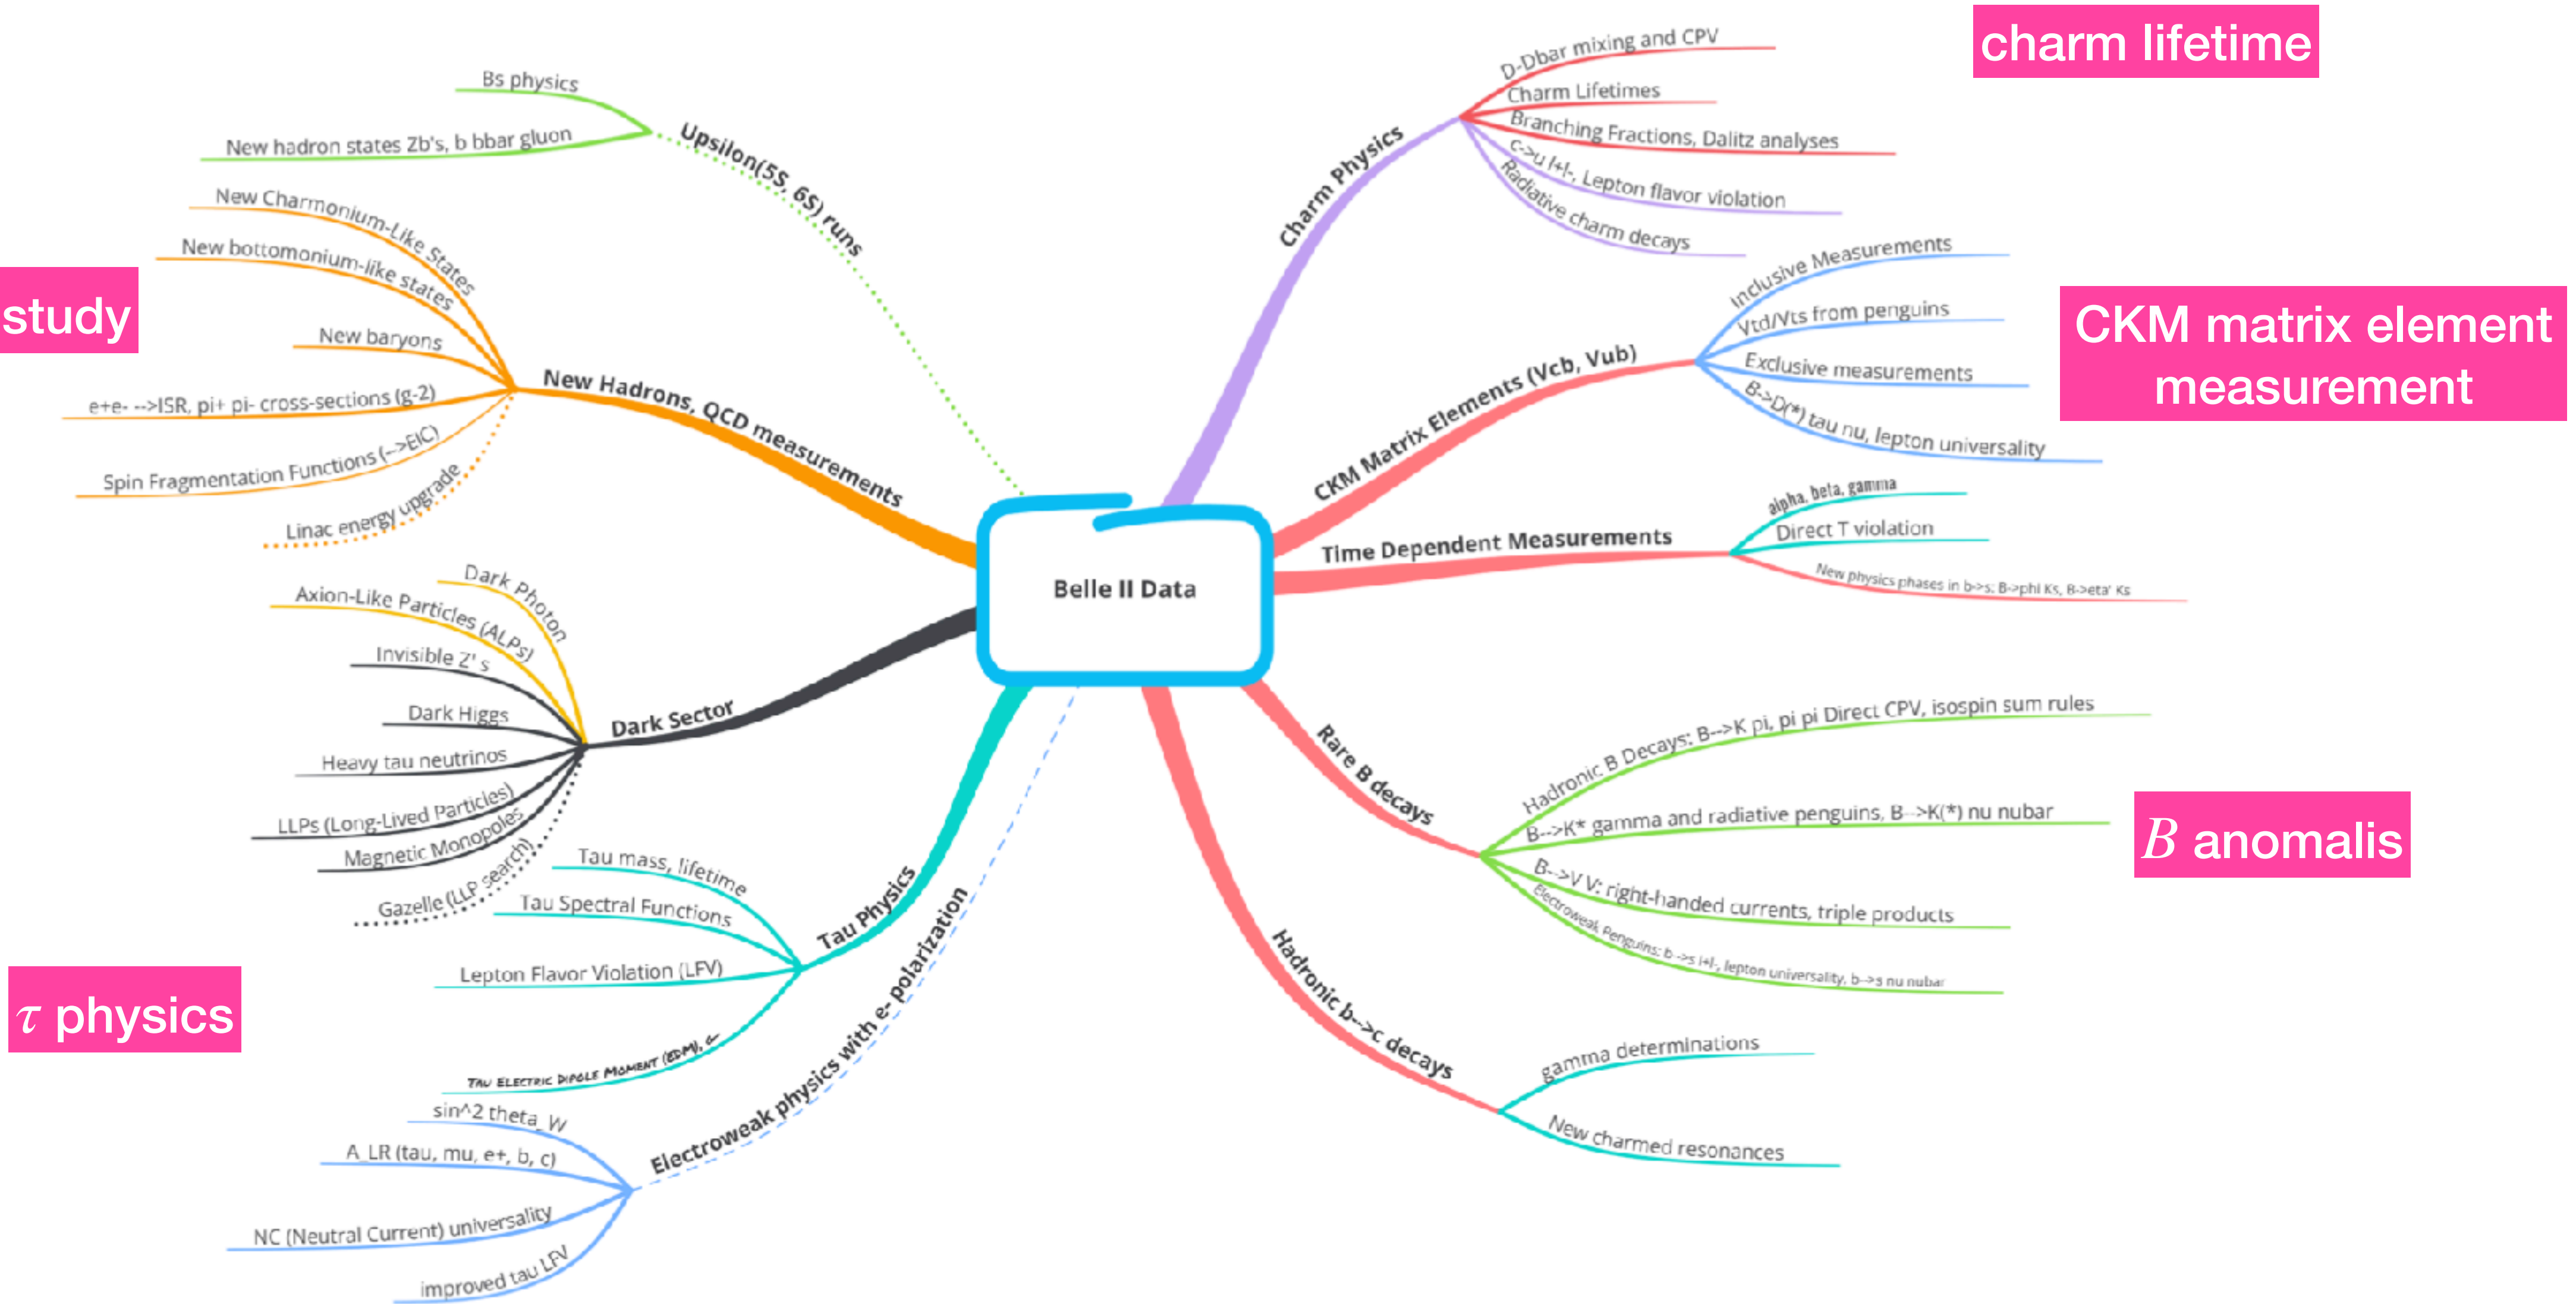 charm lifetime
study
CKM matrix element
measurement
B anomalis
τ physics
Belle II Data
Upsilon(5S, 6S) runs
Bs physics
New hadron states Zb's, b bbar gluon
New Hadrons, QCD measurements
New Charmonium-Like States
New bottomonium-like states
New baryons
e+e- -->ISR, pi+ pi- cross-sections (g-2)
Spin Fragmentation Functions (-->EIC)
Linac energy upgrade
Dark Sector
Dark Photon
Axion-Like Particles (ALPs)
Invisible Z' s
Dark Higgs
Heavy tau neutrinos
LLPs (Long-Lived Particles)
Magnetic Monopoles
Gazelle (LLP search)
Tau Physics
Tau mass, lifetime
Tau Spectral Functions
Lepton Flavor Violation (LFV)
TAU ELECTRIC DIPOLE MOMENT (EDM),
Electroweak physics with e- polarization
sin^2 theta_W
A_LR (tau, mu, e+, b, c)
NC (Neutral Current) universality
improved tau LFV
Charm Physics
D-Dbar mixing and CPV
Charm Lifetimes
Branching Fractions, Dalitz analyses
c->u l+l-, Lepton flavor violation
Radiative charm decays
CKM Matrix Elements (Vcb, Vub)
Inclusive Measurements
Vtd/Vts from penguins
Exclusive measurements
B->D(*) tau nu, lepton universality
Time Dependent Measurements
alpha, beta, gamma
Direct T violation
New physics phases in b->s: B->phi Ks, B->eta' Ks
Rare B decays
Hadronic B Decays: B-->K pi, pi pi Direct CPV, isospin sum rules
B-->K* gamma and radiative penguins, B-->K(*) nu nubar
B-->V V: right-handed currents, triple products
Electroweak Penguins: b-->s l+l-, lepton universality, b-->s nu nubar
Hadronic b-->c decays
gamma determinations
New charmed resonances